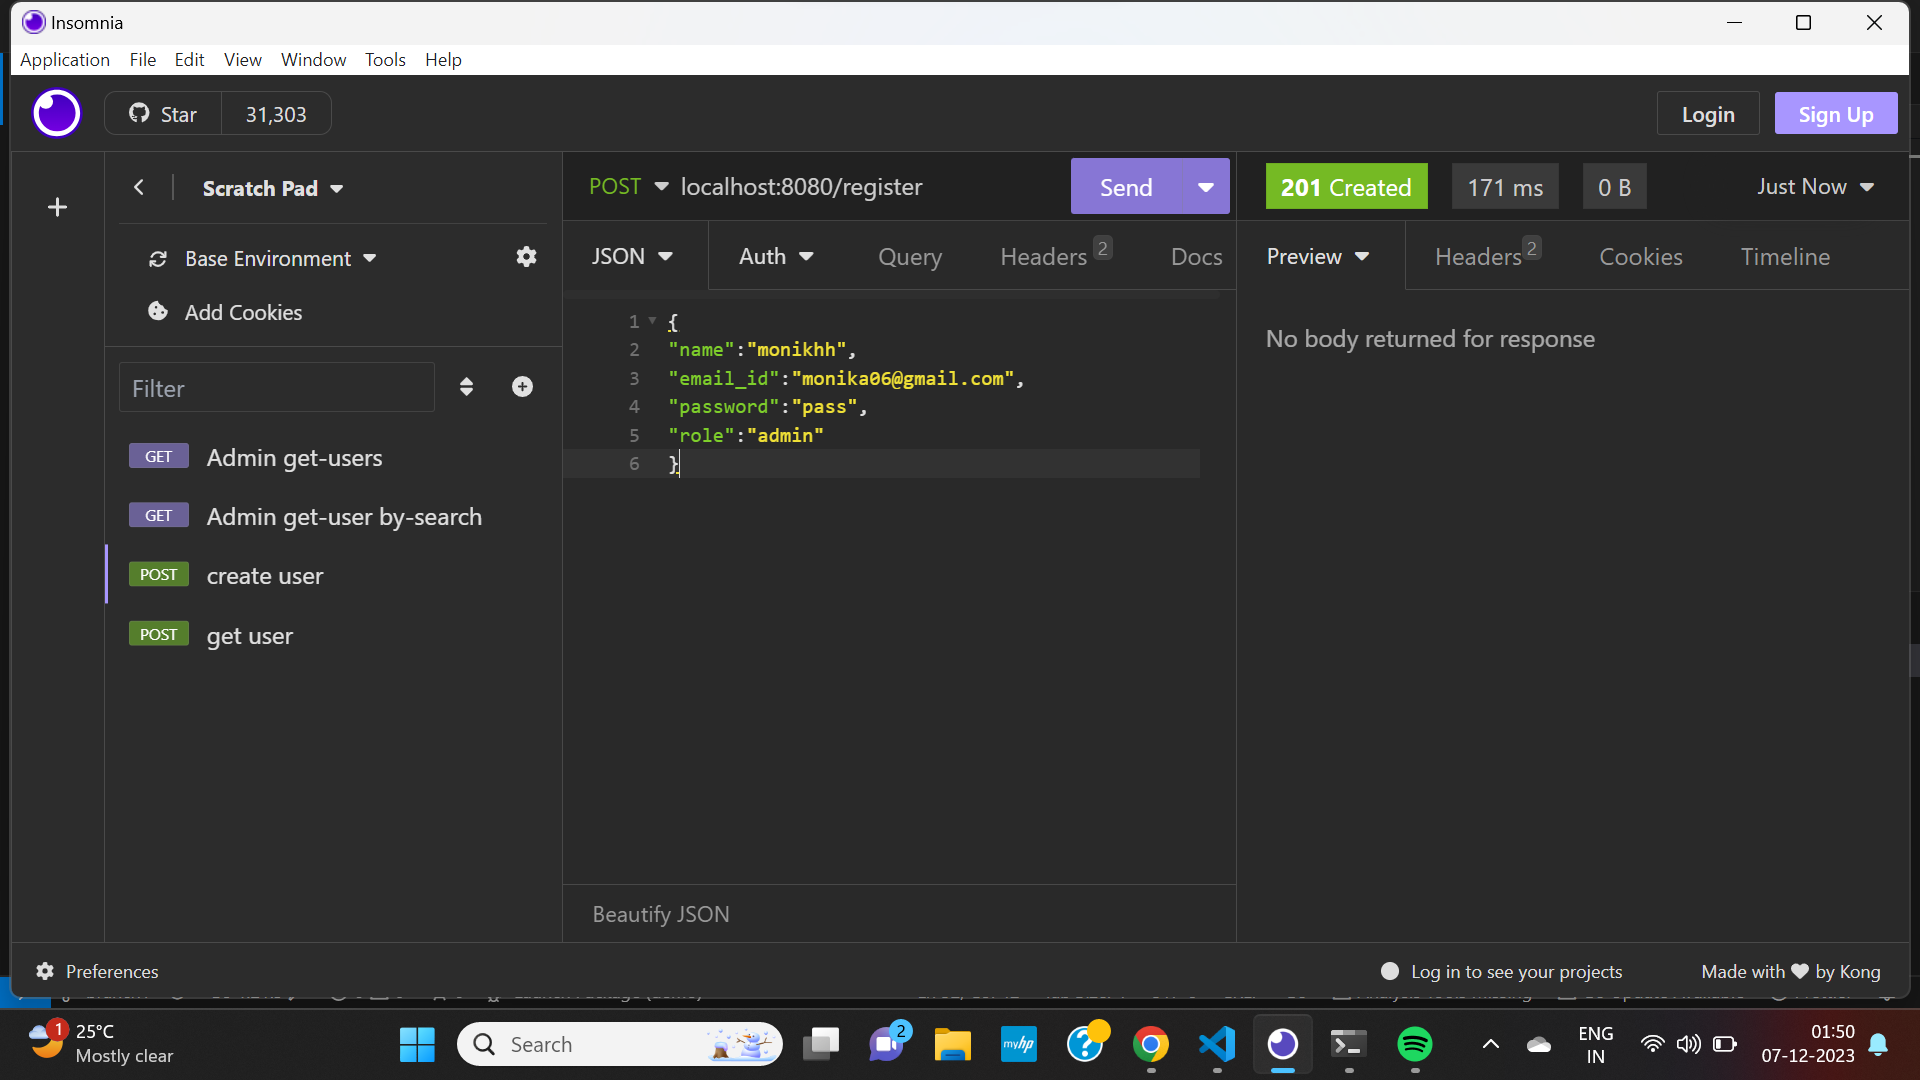 Insomnia
Application File Edit View Window Tools Help
Star 31,303
Login Sign Up
Scratch Pad
POST localhost:8080/register Send
201 Created 171 ms 0 B Just Now
Base Environment
Add Cookies
JSON Auth Query Headers 2 Docs
Preview Headers 2 Cookies Timeline
Filter
GET Admin get-users
GET Admin get-user by-search
POST create user
POST get user
1 {
2 "name":"monikhh",
3 "email_id":"monika06@gmail.com",
4 "password":"pass",
5 "role":"admin"
6 }
No body returned for response
Beautify JSON
Preferences
Log in to see your projects
Made with by Kong
1
25°C
Mostly clear
Search
2
myhp
ENG
IN
01:50
07-12-2023